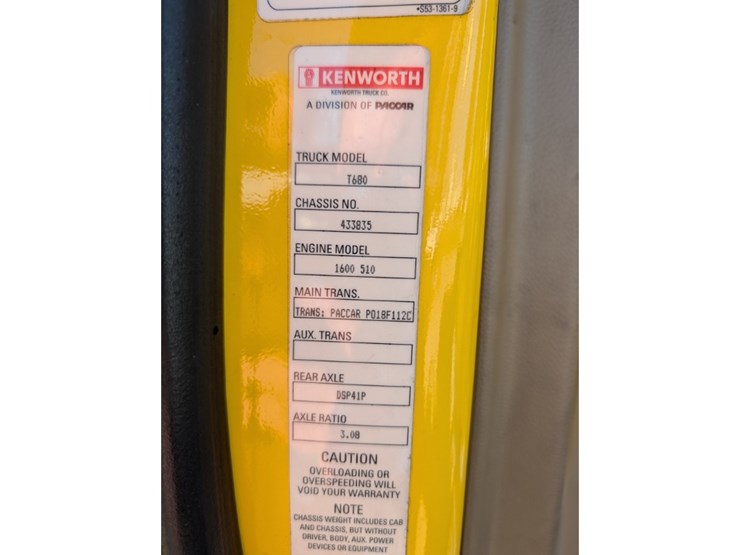 •S53-1361-9
KENWORTH
KENWORTH TRUCK CO.
A DIVISION OF PACCAR
TRUCK MODEL
T680
CHASSIS NO.
433835
ENGINE MODEL
1600 510
MAIN TRANS.
TRANS: PACCAR PO18F112C
AUX. TRANS
REAR AXLE
DSP41P
AXLE RATIO
3.08
CAUTION
OVERLOADING OR
OVERSPEEDING WILL
VOID YOUR WARRANTY
NOTE
CHASSIS WEIGHT INCLUDES CAB
AND CHASSIS, BUT WITHOUT
DRIVER, BODY, AUX. POWER
DEVICES OR EQUIPMENT